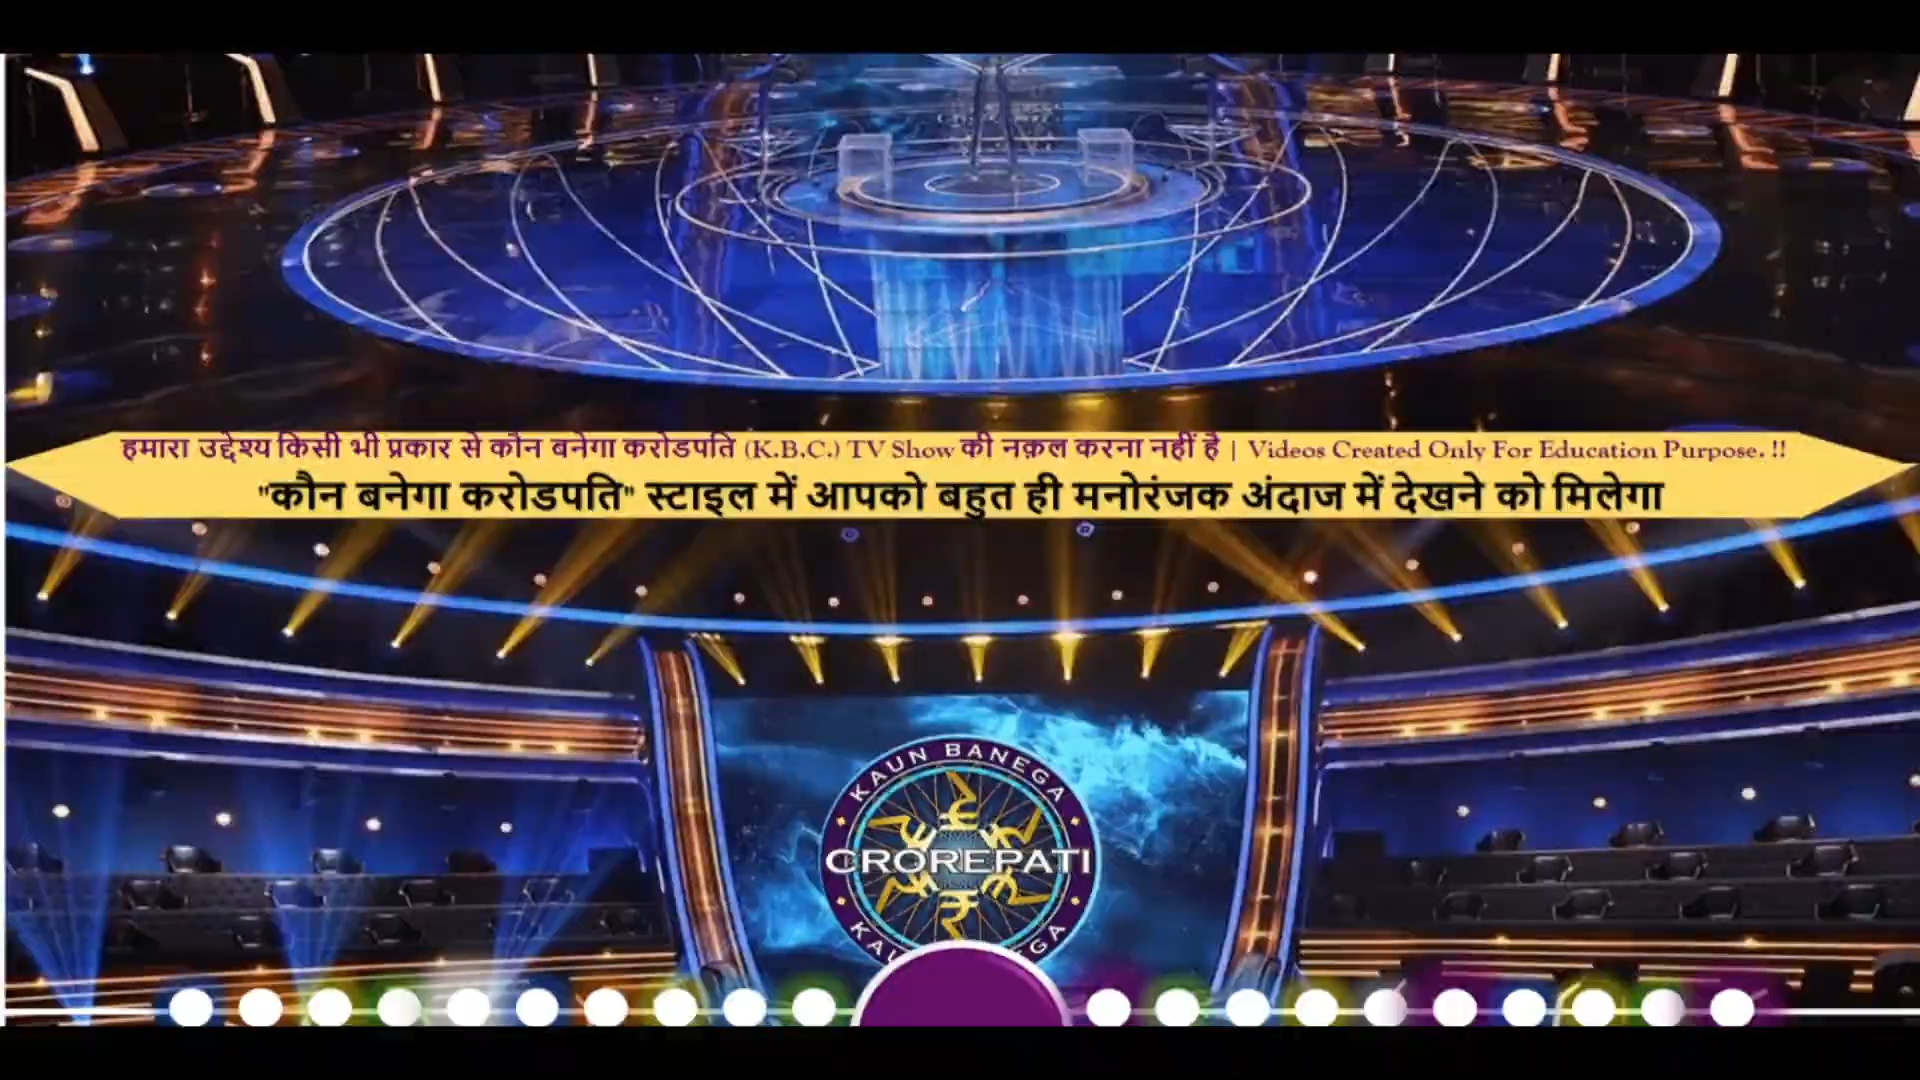 हमारा उद्देश्य किसी भी प्रकार से कौन बनेगा करोडपति (K.B.C.) TV Show की नक़ल करना नहीं है | Videos Created Only For Education Purpose. !!
"कौन बनेगा करोडपति" स्टाइल में आपको बहुत ही मनोरंजक अंदाज में देखने को मिलेगा
KAUN BANEGA
CROREPATI